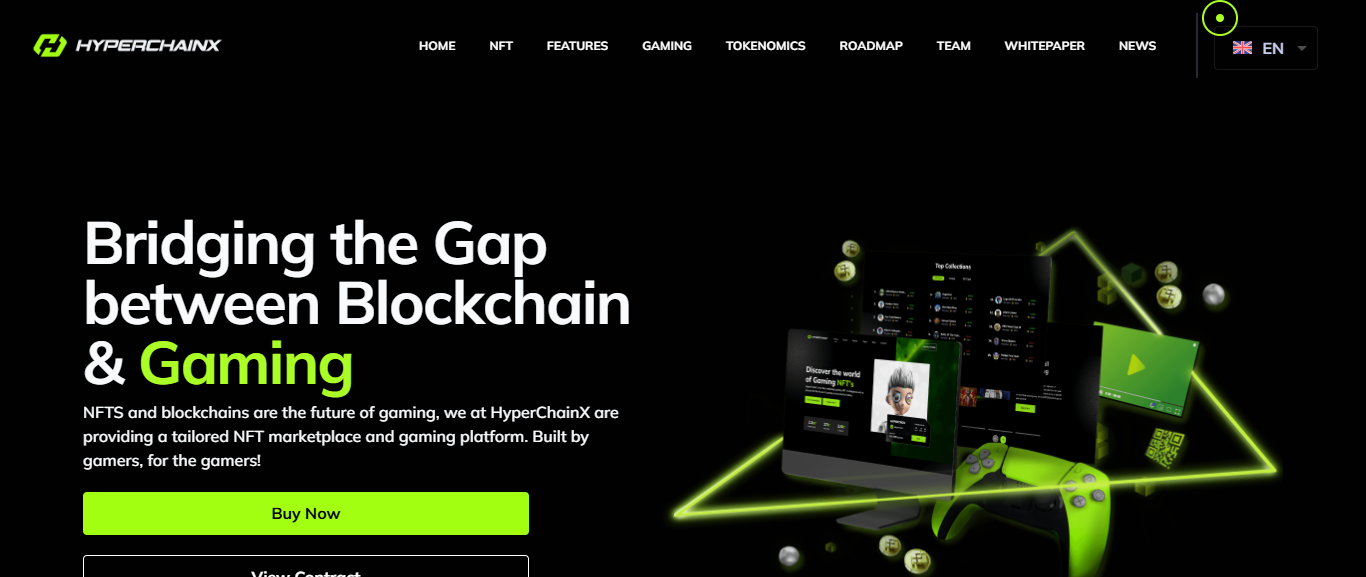 HYPERCHAINX
HOME NFT FEATURES GAMING TOKENOMICS ROADMAP TEAM WHITEPAPER NEWS
EN
Bridging the Gap
between Blockchain
& Gaming
NFTS and blockchains are the future of gaming, we at HyperChainX are
providing a tailored NFT marketplace and gaming platform. Built by
gamers, for the gamers!
Buy Now
View Contract
Top Collections
Discover the world
of Gaming NFT's